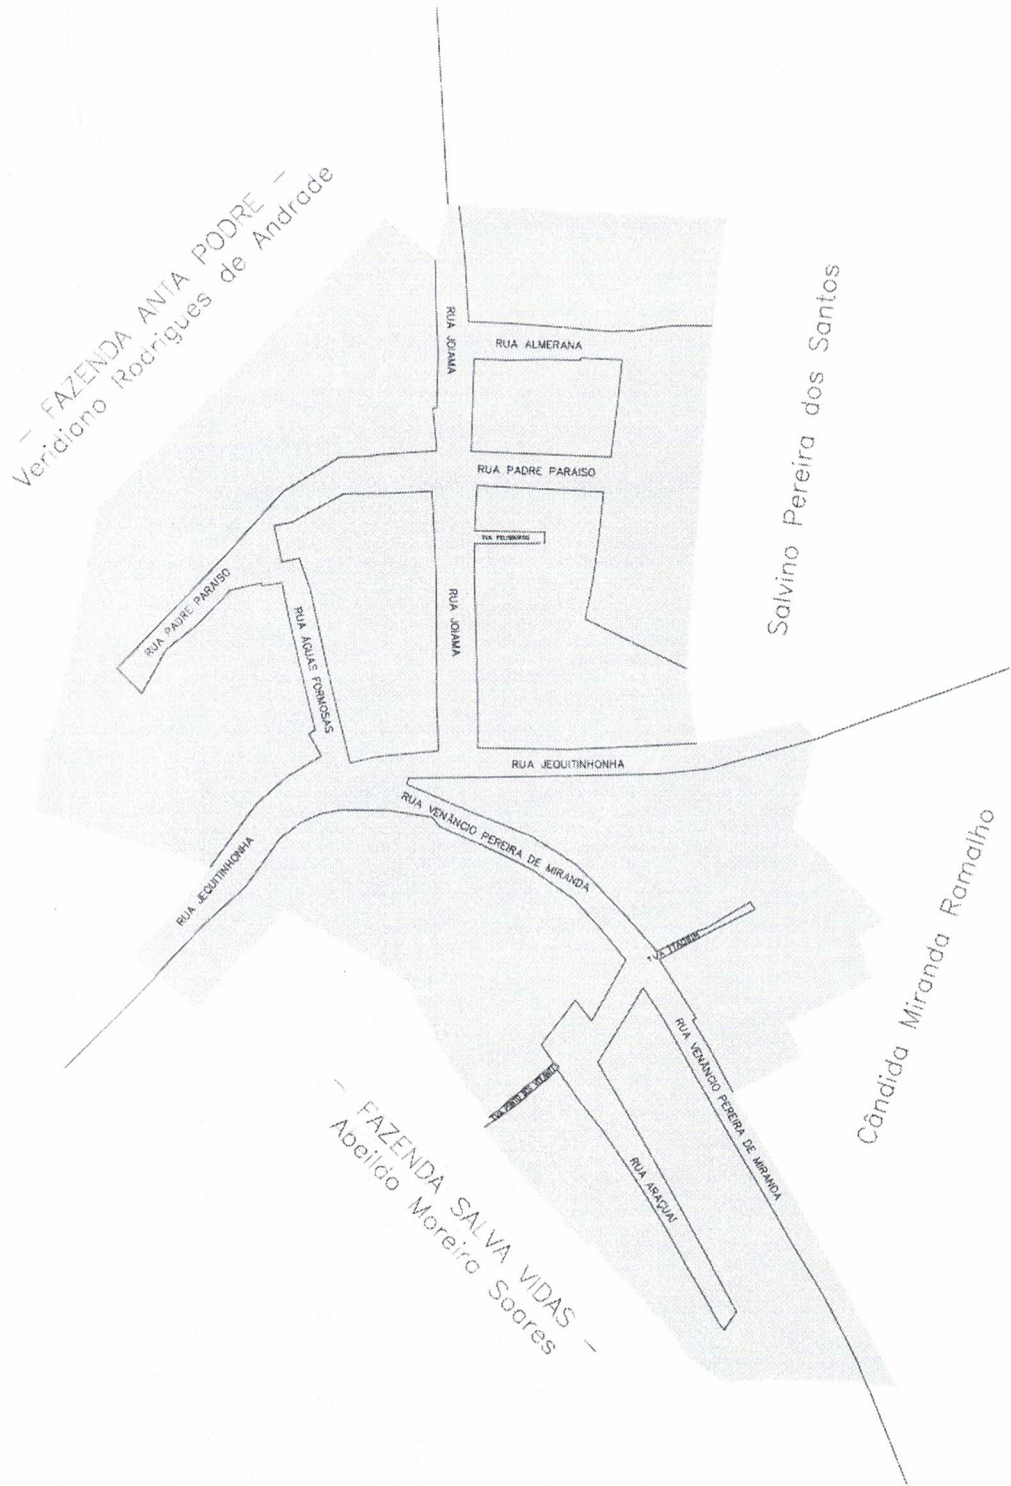 — FAZENDA ANTA PODRE —
Veridiano Rodrigues de Andrade
RUA JOIAMA
RUA ALMERANA
Salvino Pereira dos Santos
RUA PADRE PARAISO
RUA PADRE PARAISO
RUA JOIAMA
RUA AGUAS FORMOSAS
RUA JEQUITINHONHA
RUA VENÂNCIO PEREIRA DE MIRANDA
RUA JEQUITINHONHA
Cândida Miranda Ramalho
RUA VENÂNCIO PEREIRA DE MIRANDA
RUA ARAÇUAI
— FAZENDA SALVA VIDAS —
Abeildo Moreira Soares